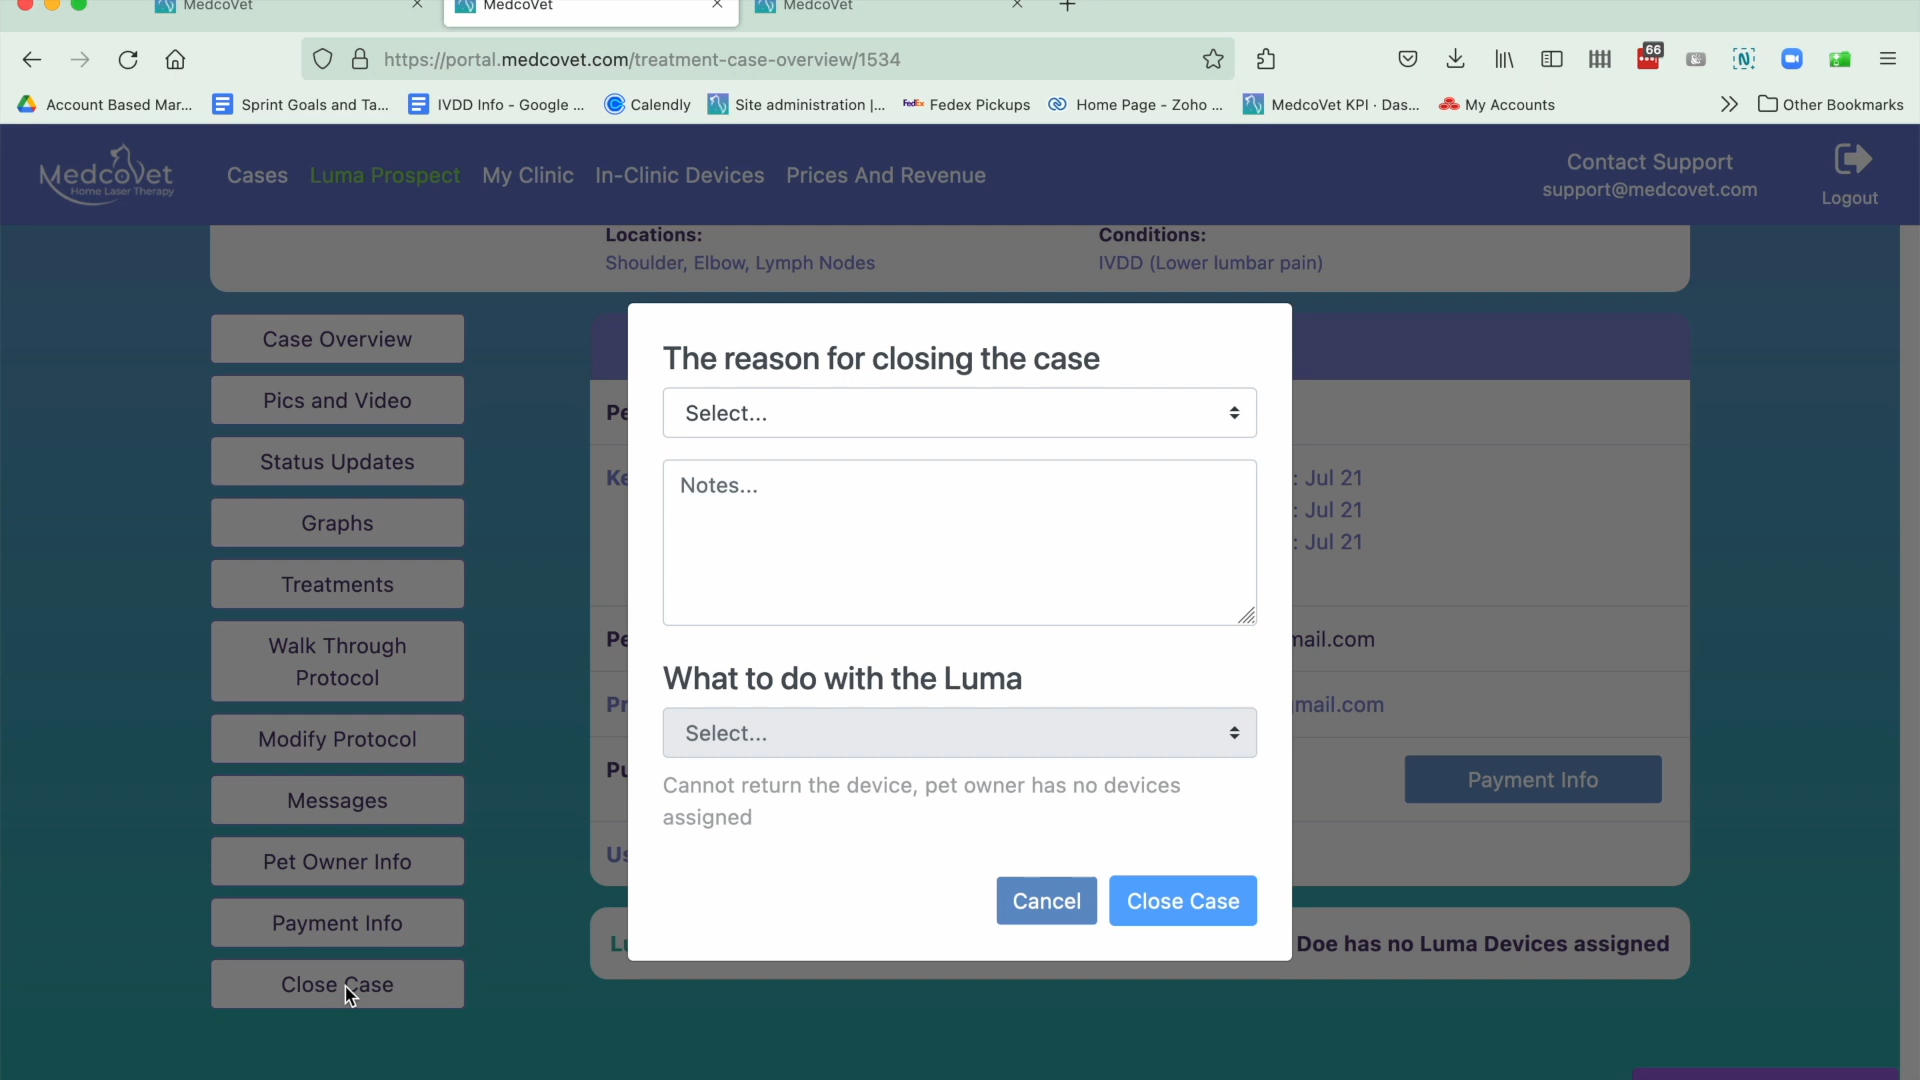 MedcoVet
MedcoVet
MedcoVet
https://portal.medcovet.com/treatment-case-overview/1534
66
Account Based Mar...
Sprint Goals and Ta...
IVDD Info - Google ...
Calendly
Site administration |...
FedEx
Fedex Pickups
Home Page - Zoho ...
MedcoVet KPI · Das...
My Accounts
Other Bookmarks
MedcoVet
Home Laser Therapy
Cases
Luma Prospect
My Clinic
In-Clinic Devices
Prices And Revenue
Contact Support
support@medcovet.com
Logout
Locations:
Shoulder, Elbow, Lymph Nodes
Conditions:
IVDD (Lower lumbar pain)
Case Overview
Pics and Video
Status Updates
Graphs
Treatments
Walk Through
Protocol
Modify Protocol
Messages
Pet Owner Info
Payment Info
Close Case
The reason for closing the case
Select...
Notes...
What to do with the Luma
Select...
Cannot return the device, pet owner has no devices
assigned
Cancel
Close Case
: Jul 21
: Jul 21
: Jul 21
mail.com
mail.com
Payment Info
Doe has no Luma Devices assigned